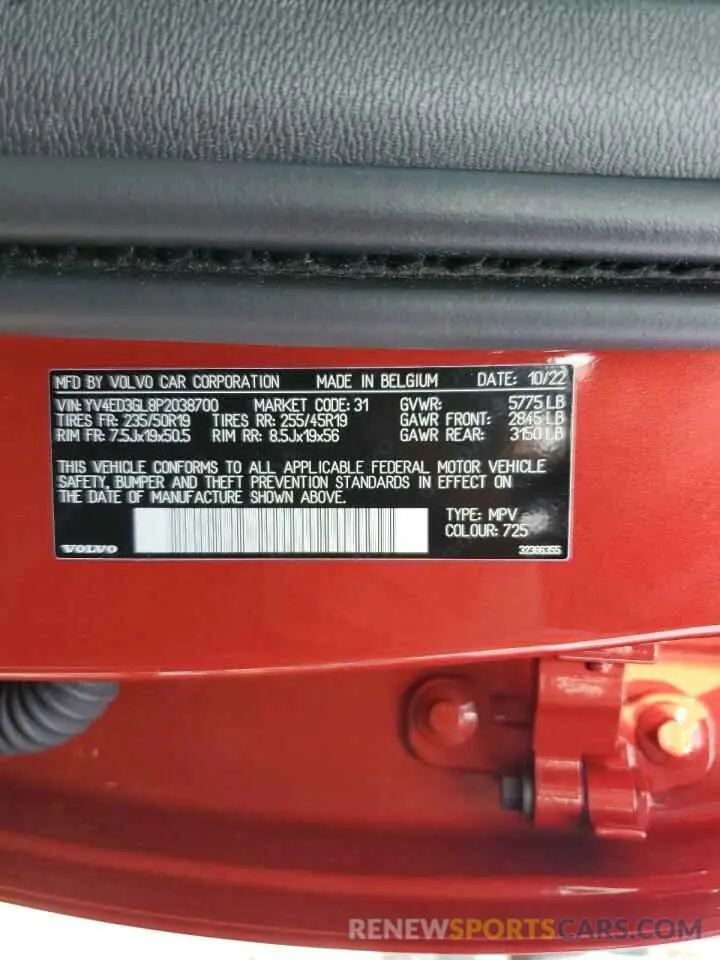 MFD BY VOLVO CAR CORPORATION MADE IN BELGIUM DATE: 10/22
VIN: YV4ED3GL8P2038700 MARKET CODE: 31 GVWR: 5775 LB
TIRES FR: 235/50R19 TIRES RR: 255/45R19 GAWR FRONT: 2845 LB
RIM FR: 7.5Jx19x50.5 RIM RR: 8.5Jx19x56 GAWR REAR: 3150 LB
THIS VEHICLE CONFORMS TO ALL APPLICABLE FEDERAL MOTOR VEHICLE
SAFETY, BUMPER AND THEFT PREVENTION STANDARDS IN EFFECT ON
THE DATE OF MANUFACTURE SHOWN ABOVE.
TYPE: MPV
COLOUR: 725
VOLVO
RENEWSPORTSCARS.COM